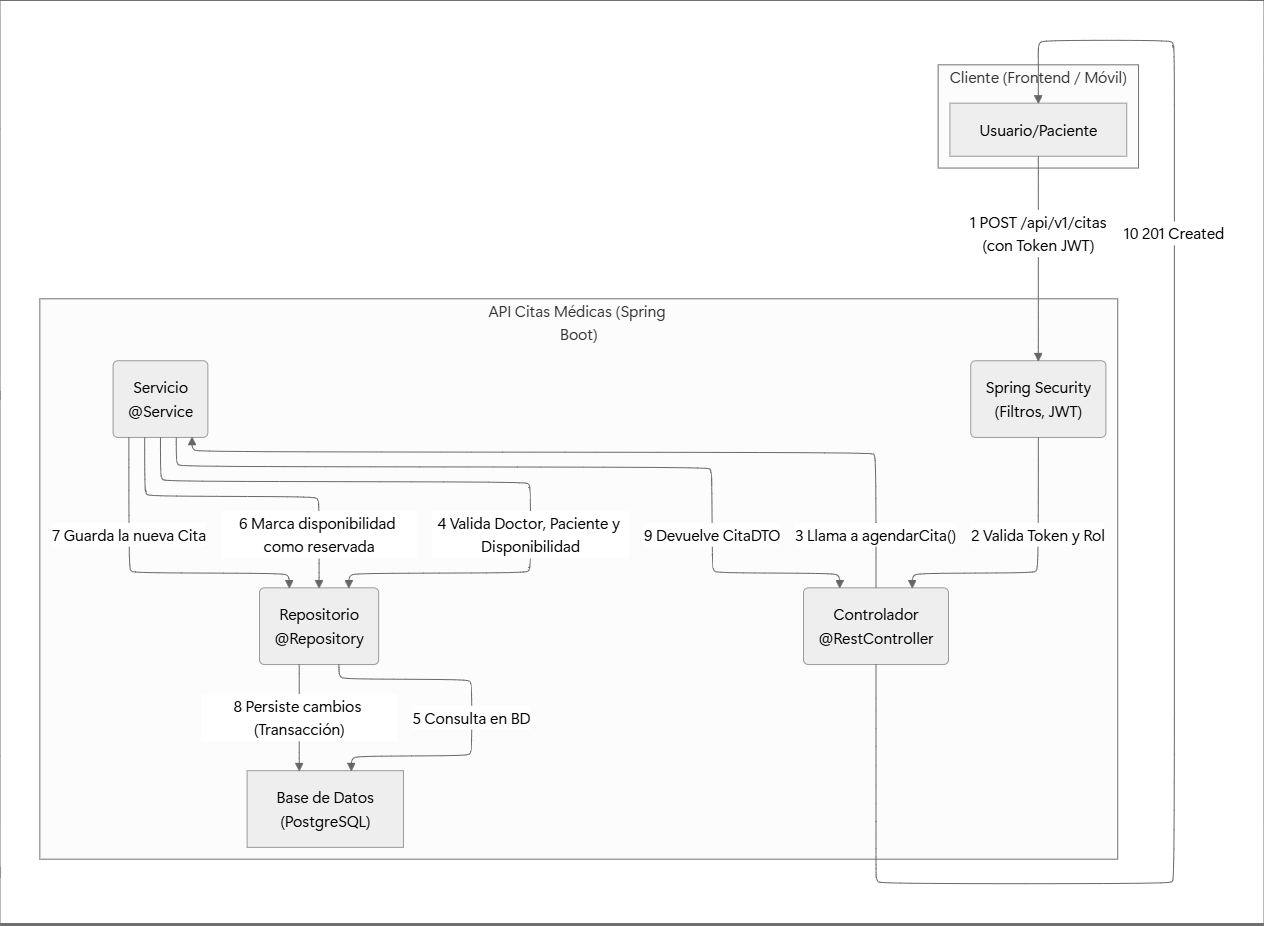 Cliente (Frontend / Móvil)
Usuario/Paciente
1 POST /api/v1/citas
(con Token JWT)
10 201 Created
API Citas Médicas (Spring
Boot)
Servicio
@Service
Spring Security
(Filtros, JWT)
7 Guarda la nueva Cita
6 Marca disponibilidad
como reservada
4 Valida Doctor, Paciente y
Disponibilidad
9 Devuelve CitaDTO
3 Llama a agendarCita()
2 Valida Token y Rol
Repositorio
@Repository
Controlador
@RestController
8 Persiste cambios
(Transacción)
5 Consulta en BD
Base de Datos
(PostgreSQL)